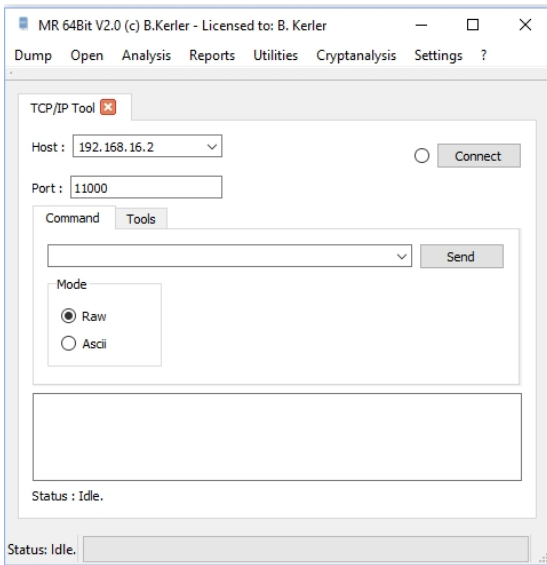 MR 64Bit V2.0 (c) B.Kerler - Licensed to: B. Kerler
Dump Open Analysis Reports Utilities Cryptanalysis Settings ?
TCP/IP Tool
Host : 192.168.16.2
Connect
Port : 11000
Command Tools
Send
Mode
Raw
Ascii
Status : Idle.
Status: Idle.